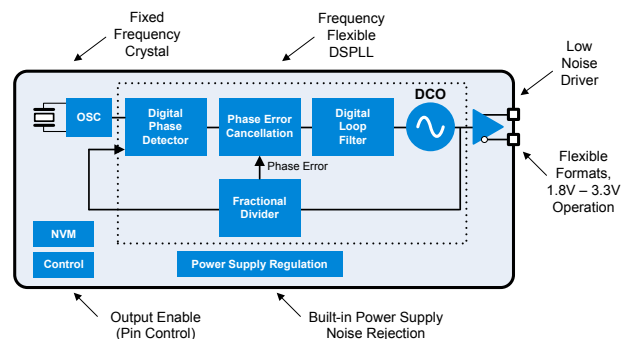 Fixed
Frequency
Crystal
Frequency
Flexible
DSPLL
Low
Noise
Driver
OSC
Digital
Phase
Detector
Phase Error
Cancellation
Digital
Loop
Filter
DCO
Phase Error
Fractional
Divider
Flexible
Formats,
1.8V – 3.3V
Operation
NVM
Control
Power Supply Regulation
Output Enable
(Pin Control)
Built-in Power Supply
Noise Rejection